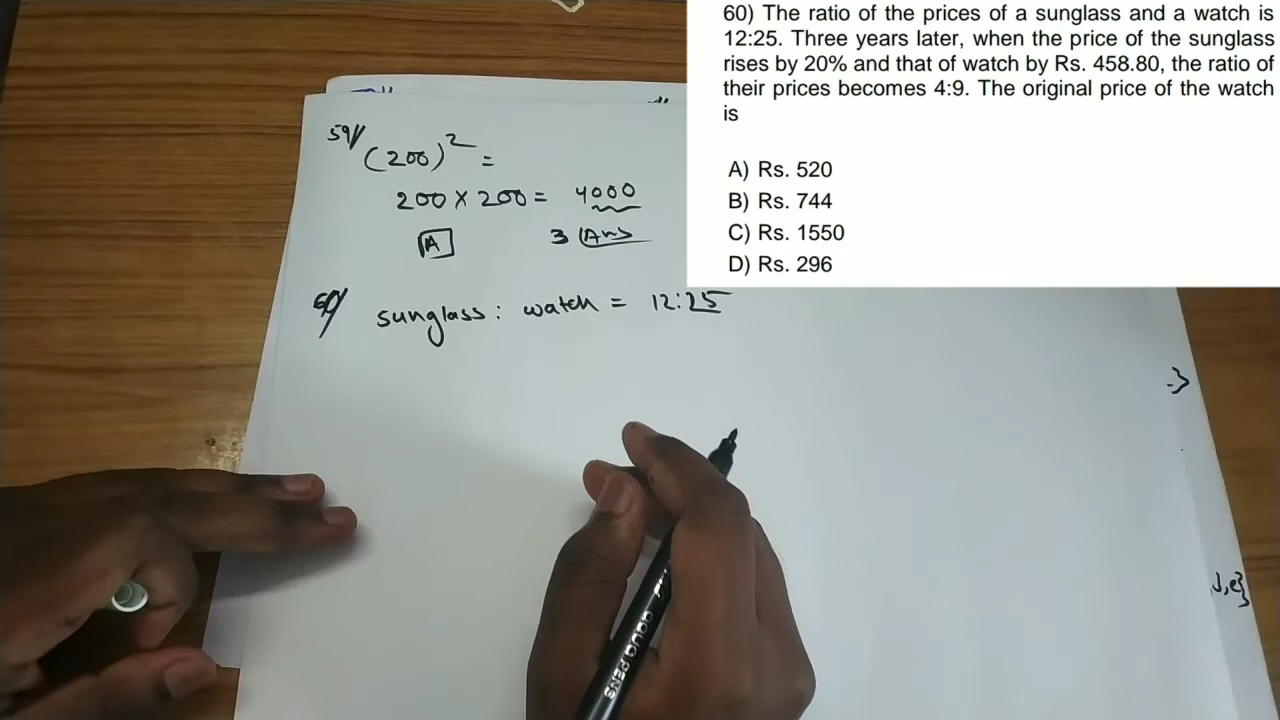 60) The ratio of the prices of a sunglass and a watch is
12:25. Three years later, when the price of the sunglass
rises by 20% and that of watch by Rs. 458.80, the ratio of
their prices becomes 4:9. The original price of the watch
is
A) Rs. 520
B) Rs. 744
C) Rs. 1550
D) Rs. 296
59//
(200)² =
200 × 200 = 4000
A 3 (Ans
60// sunglass : watch = 12:25
.}
,e}
AQUA PENS